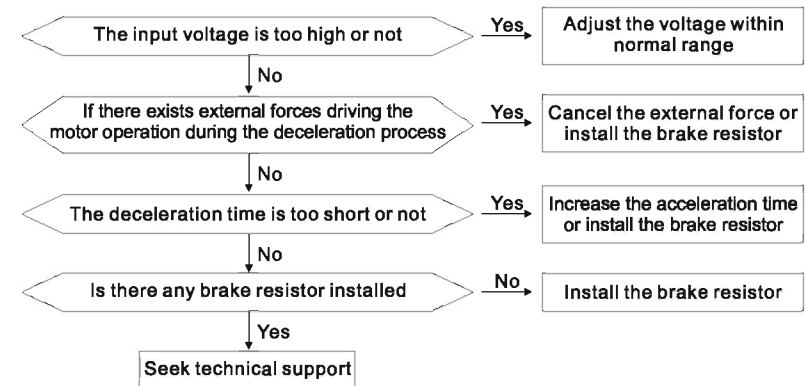 The input voltage is too high or not
Yes
Adjust the voltage within
normal range
No
If there exists external forces driving the
motor operation during the deceleration process
Yes
Cancel the external force or
install the brake resistor
No
The deceleration time is too short or not
Yes
Increase the acceleration time
or install the brake resistor
No
Is there any brake resistor installed
No
Install the brake resistor
Yes
Seek technical support